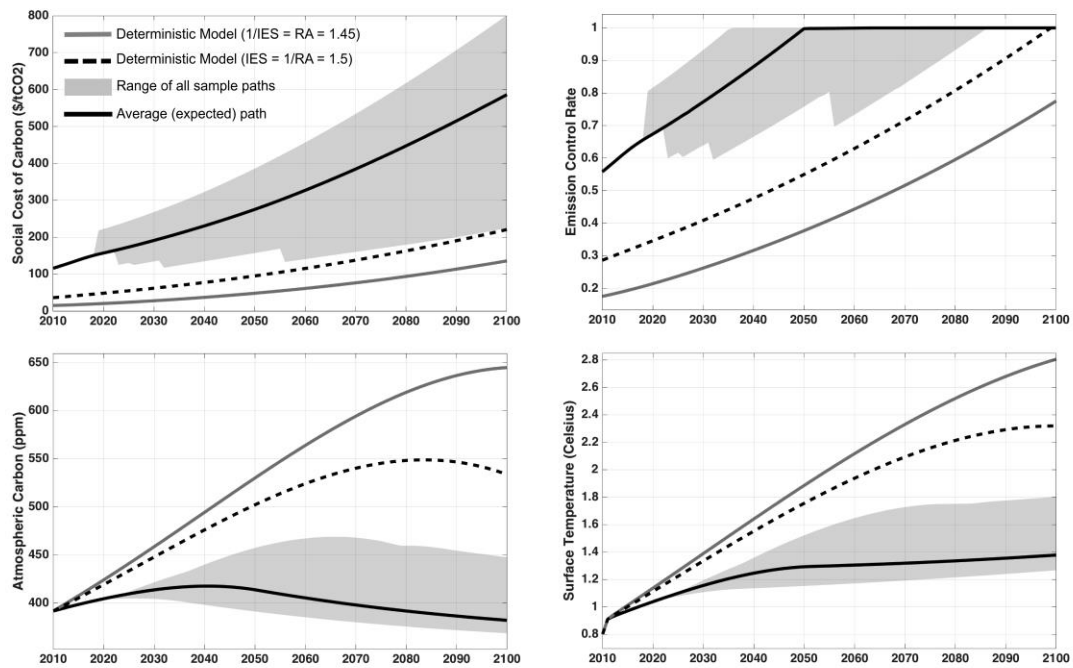 Social Cost of Carbon ($/tCO2)
800
700
600
500
400
300
200
100
0
Deterministic Model (1/IES = RA = 1.45)
Deterministic Model (IES = 1/RA = 1.5)
Range of all sample paths
Average (expected) path
2010 2020 2030 2040 2050 2060 2070 2080 2090 2100
Emission Control Rate
1
0.9
0.8
0.7
0.6
0.5
0.4
0.3
0.2
2010 2020 2030 2040 2050 2060 2070 2080 2090 2100
Atmospheric Carbon (ppm)
650
600
550
500
450
400
2010 2020 2030 2040 2050 2060 2070 2080 2090 2100
Surface Temperature (Celsius)
2.8
2.6
2.4
2.2
2
1.8
1.6
1.4
1.2
1
0.8
2010 2020 2030 2040 2050 2060 2070 2080 2090 2100